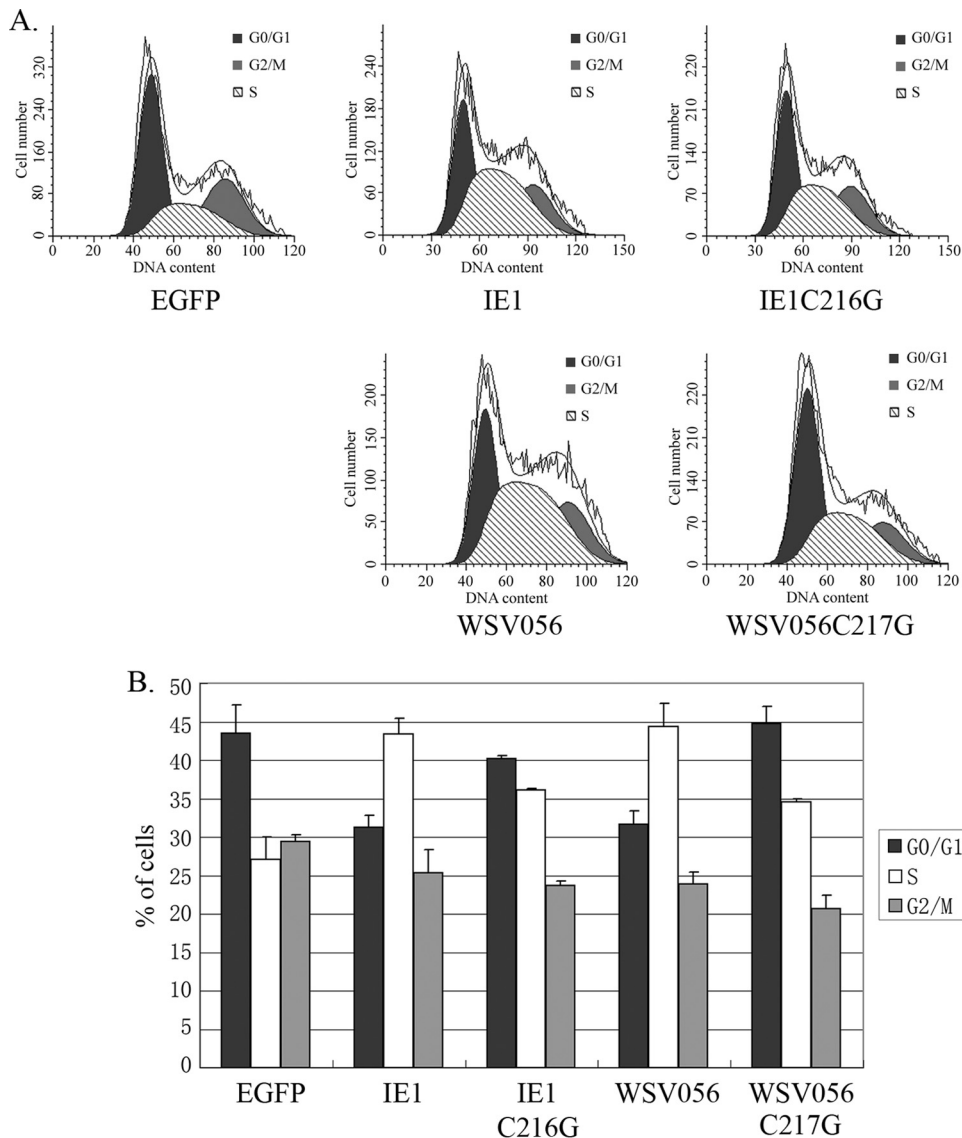 A.
320
240
160
80
0
Cell number
G0/G1
G2/M
S
0 20 40 60 80 100 120
DNA content
EGFP
240
180
120
60
0
Cell number
G0/G1
G2/M
S
0 30 60 90 120 150
DNA content
IE1
220
210
140
70
0
Cell number
G0/G1
G2/M
S
0 30 60 90 120 150
DNA content
IE1C216G
200
150
100
50
0
Cell number
G0/G1
G2/M
S
0 20 40 60 80 100 120
DNA content
WSV056
220
210
140
70
0
Cell number
G0/G1
G2/M
S
0 20 40 60 80 100 120
DNA content
WSV056C217G
B.
50
45
40
35
30
25
20
15
10
5
0
% of cells
EGFP
IE1
IE1
C216G
WSV056
WSV056
C217G
G0/G1
S
G2/M